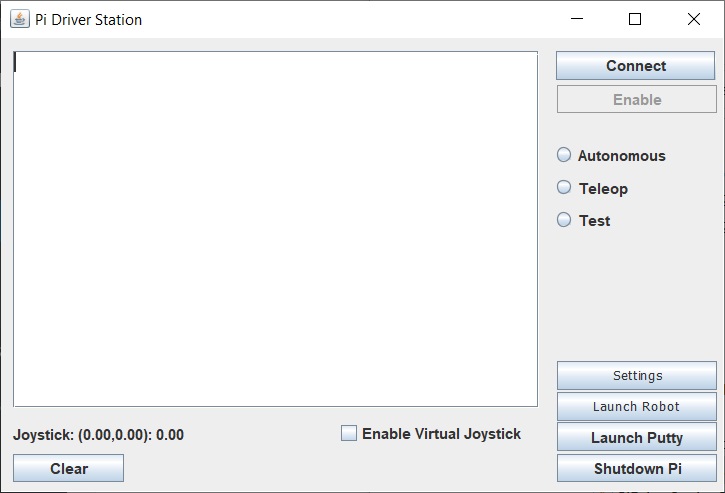 Pi Driver Station
Connect
Enable
Autonomous
Teleop
Test
Settings
Launch Robot
Joystick: (0.00,0.00): 0.00
Enable Virtual Joystick
Launch Putty
Clear
Shutdown Pi